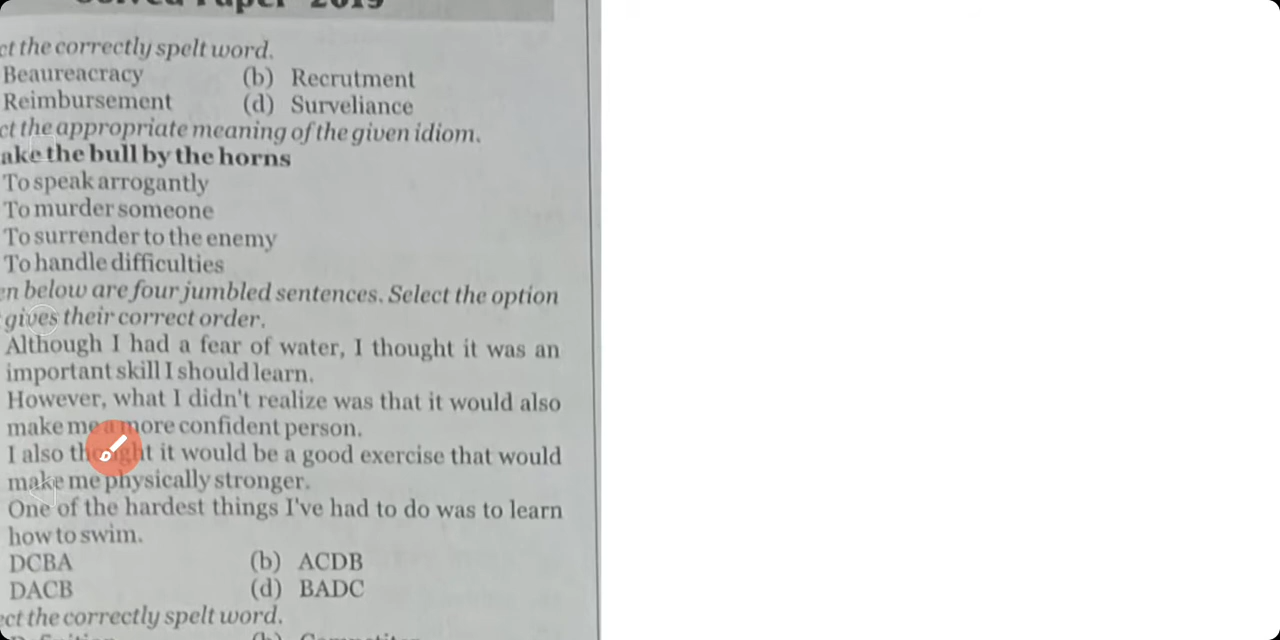 Paper 2019
the correctly spelt word.
Beaureacracy (b) Recrutment
Reimbursement (d) Surveliance
the appropriate meaning of the given idiom.
ake the bull by the horns
To speak arrogantly
To murder someone
To surrender to the enemy
To handle difficulties
below are four jumbled sentences. Select the option
gives their correct order.
Although I had a fear of water, I thought it was an
important skill I should learn.
However, what I didn't realize was that it would also
make me a more confident person.
I also thought it would be a good exercise that would
make me physically stronger.
One of the hardest things I've had to do was to learn
how to swim.
DCBA (b) ACDB
DACB (d) BADC
the correctly spelt word.